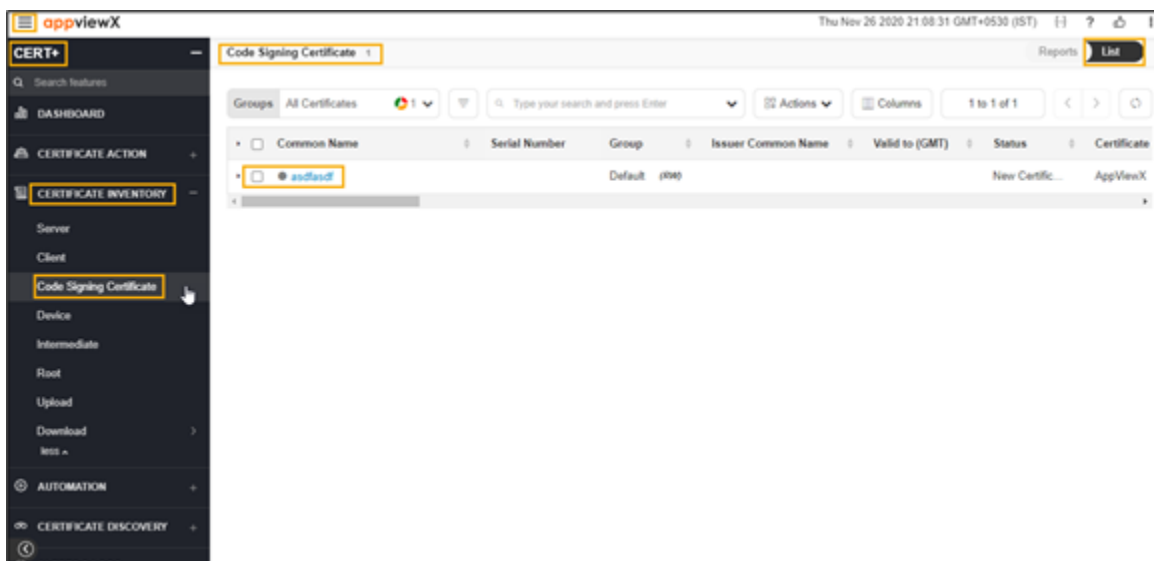 appviewX Thu Nov 26 2020 21:08:31 GMT+0530 (IST) ?
CERT+ Code Signing Certificate 1 Reports List
Search features
Groups All Certificates 1 Type your search and press Enter Actions Columns 1 to 1 of 1
DASHBOARD
Common Name Serial Number Group Issuer Common Name Valid to (GMT) Status Certificate
CERTIFICATE ACTION +
asdfasdf Default New Certific... AppViewX
CERTIFICATE INVENTORY −
Server
Client
Code Signing Certificate
Device
Intermediate
Root
Upload
Download
less
AUTOMATION +
CERTIFICATE DISCOVERY +